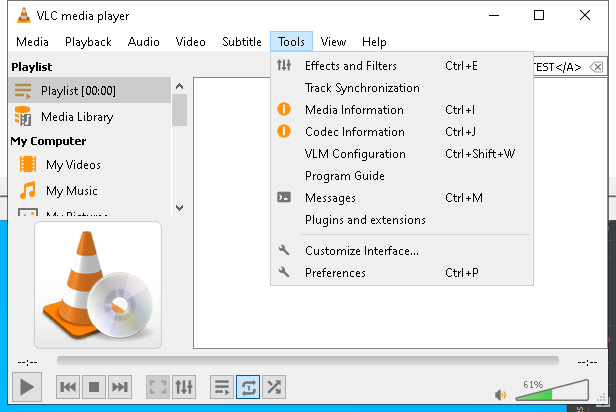 VLC media player
Media Playback Audio Video Subtitle Tools View Help
Playlist
Playlist [00:00]
Media Library
My Computer
My Videos
My Music
My Pictures
Effects and Filters Ctrl+E
Track Synchronization
Media Information Ctrl+I
Codec Information Ctrl+J
VLM Configuration Ctrl+Shift+W
Program Guide
Messages Ctrl+M
Plugins and extensions
Customize Interface...
Preferences Ctrl+P
TEST</A>
--:-- --:--
61%